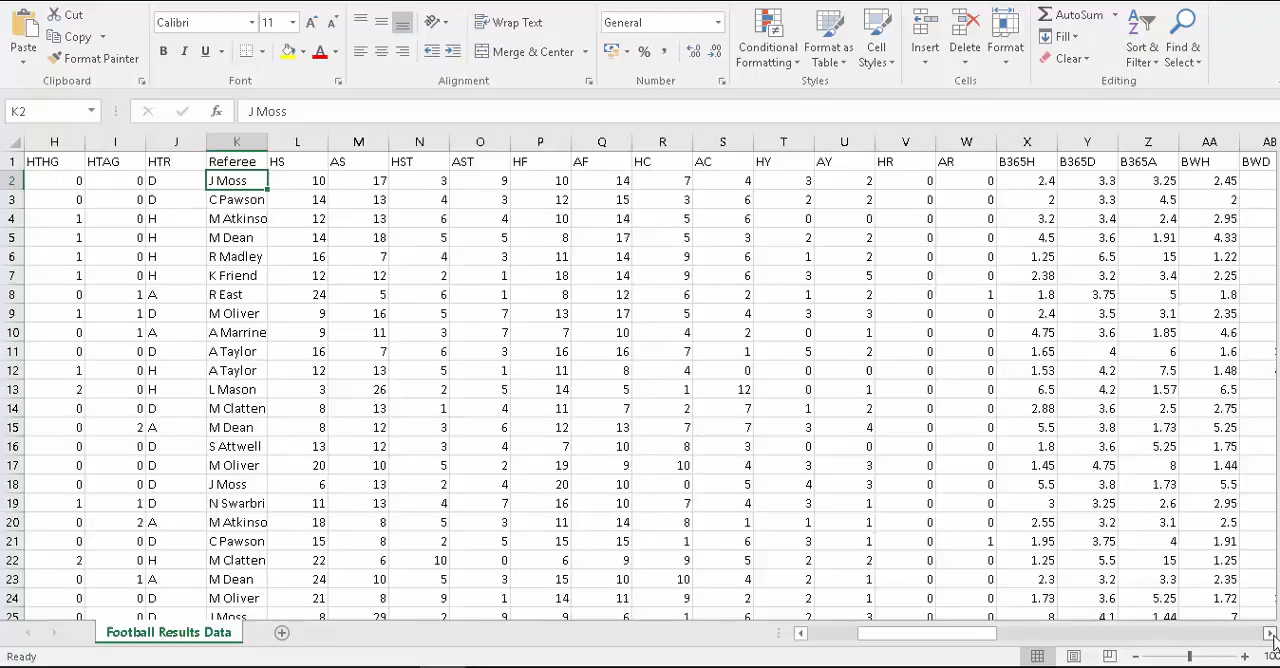 Cut
Copy
Format Painter
Paste
Clipboard
Calibri 11
B I U
Font
Wrap Text
Merge & Center
Alignment
General
%
Number
Conditional Formatting
Format as Table
Cell Styles
Styles
Insert Delete Format
Cells
AutoSum
Fill
Clear
Sort & Filter
Find & Select
Editing
K2 fx J Moss
H I J K L M N O P Q R S T U V W X Y Z AA AB
1 HTHG HTAG HTR Referee HS AS HST AST HF AF HC AC HY AY HR AR B365H B365D B365A BWH BWD
2 0 0 D J Moss 10 17 3 9 10 14 7 4 3 2 0 0 2.4 3.3 3.25 2.45
3 0 0 D C Pawson 14 13 4 3 12 15 3 6 2 2 0 0 2 3.3 4.5 2
4 1 0 H M Atkinso 12 13 6 4 10 14 5 6 0 0 0 0 3.2 3.4 2.4 2.95
5 1 0 H M Dean 14 18 5 5 8 17 5 3 2 2 0 0 4.5 3.6 1.91 4.33
6 1 0 H R Madley 16 7 4 3 11 14 9 6 1 2 0 0 1.25 6.5 15 1.22
7 1 0 H K Friend 12 12 2 1 18 14 9 6 3 5 0 0 2.38 3.2 3.4 2.25
8 0 1 A R East 24 5 6 1 8 12 6 2 1 2 0 1 1.8 3.75 5 1.8
9 1 1 D M Oliver 9 16 5 7 13 17 5 4 3 3 0 0 2.4 3.5 3.1 2.35
10 0 1 A A Marrine 9 11 3 7 7 10 4 2 0 1 0 0 4.75 3.6 1.85 4.6
11 0 0 D A Taylor 16 7 6 3 16 16 7 1 5 2 0 0 1.65 4 6 1.6
12 1 0 H A Taylor 12 13 5 1 11 8 4 0 0 1 0 0 1.53 4.2 7.5 1.48
13 2 0 H L Mason 3 26 2 5 14 5 1 12 0 1 0 0 6.5 4.2 1.57 6.5
14 0 0 D M Clatten 8 13 1 4 11 7 2 7 1 2 0 0 2.88 3.6 2.5 2.75
15 0 2 A M Dean 8 12 3 6 12 13 7 7 3 4 0 0 5.5 3.8 1.73 5.25
16 0 0 D S Attwell 13 12 3 4 7 10 8 3 0 0 0 0 1.8 3.6 5.25 1.75
17 0 0 D M Oliver 20 10 5 2 19 9 10 4 3 3 0 0 1.45 4.75 8 1.44
18 0 0 D J Moss 6 13 2 4 20 10 0 5 4 3 0 0 5.5 3.8 1.73 5.5
19 1 1 D N Swarbri 11 13 4 7 16 10 7 4 3 1 0 0 3 3.25 2.6 2.95
20 0 2 A M Atkinso 18 8 5 3 11 14 8 1 1 1 0 0 2.55 3.2 3.1 2.5
21 0 0 D C Pawson 15 8 2 5 15 15 1 6 3 1 0 1 1.95 3.75 4 1.91
22 2 0 H M Clatten 22 6 10 0 6 9 9 5 2 2 0 0 1.25 5.5 15 1.25
23 0 1 A M Dean 24 10 5 3 15 10 10 4 2 1 0 0 2.3 3.2 3.3 2.35
24 0 0 D M Oliver 21 8 9 1 14 11 9 2 2 1 0 0 1.73 3.6 5.25 1.72
25 0 0 D J Moss 8 29 2 9 9 6 4 6 2 3 0 0 8 4.1 1.44 7
Football Results Data
Ready
100